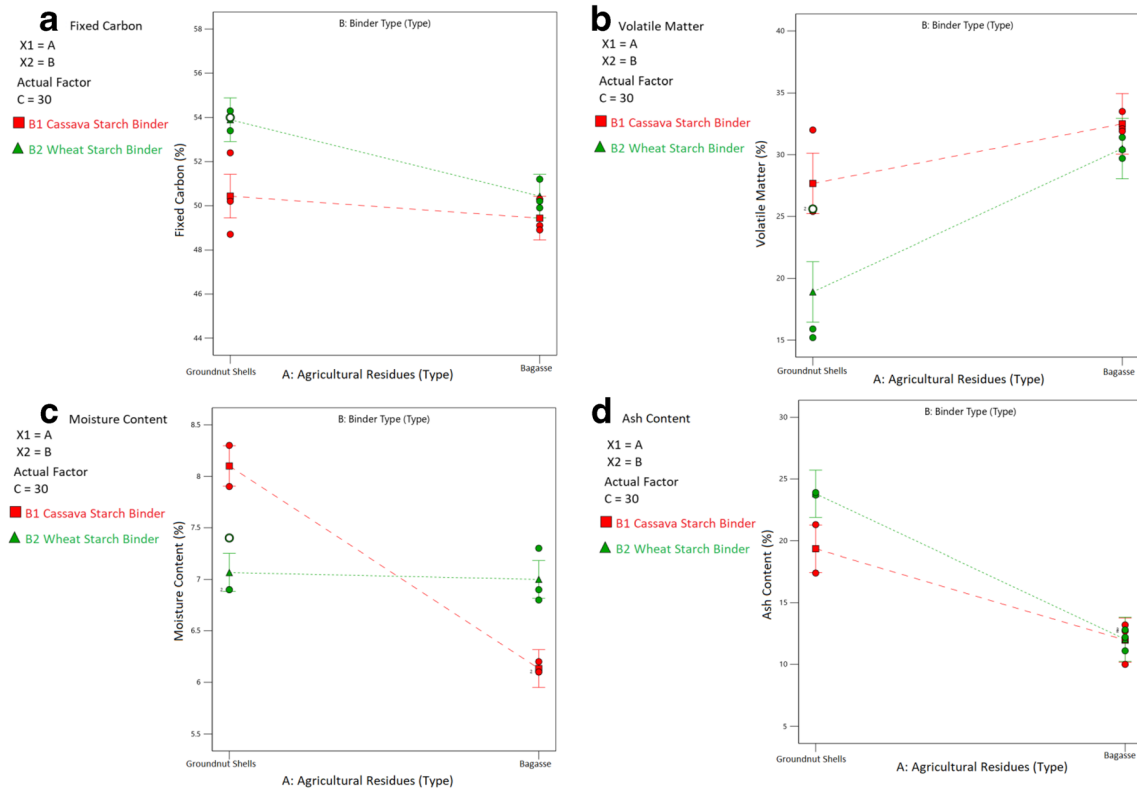 a
Fixed Carbon
X1 = A
X2 = B
Actual Factor
C = 30
B1 Cassava Starch Binder
B2 Wheat Starch Binder
B: Binder Type (Type)
Fixed Carbon (%)
58
56
54
52
50
48
46
44
Groundnut Shells
Bagasse
A: Agricultural Residues (Type)
b
Volatile Matter
X1 = A
X2 = B
Actual Factor
C = 30
B1 Cassava Starch Binder
B2 Wheat Starch Binder
B: Binder Type (Type)
Volatile Matter (%)
40
35
30
25
20
15
2
Groundnut Shells
Bagasse
A: Agricultural Residues (Type)
c
Moisture Content
X1 = A
X2 = B
Actual Factor
C = 30
B1 Cassava Starch Binder
B2 Wheat Starch Binder
B: Binder Type (Type)
Moisture Content (%)
8.5
8
7.5
7
6.5
6
5.5
2
Groundnut Shells
Bagasse
A: Agricultural Residues (Type)
d
Ash Content
X1 = A
X2 = B
Actual Factor
C = 30
B1 Cassava Starch Binder
B2 Wheat Starch Binder
B: Binder Type (Type)
Ash Content (%)
30
25
20
15
10
5
Groundnut Shells
Bagasse
A: Agricultural Residues (Type)